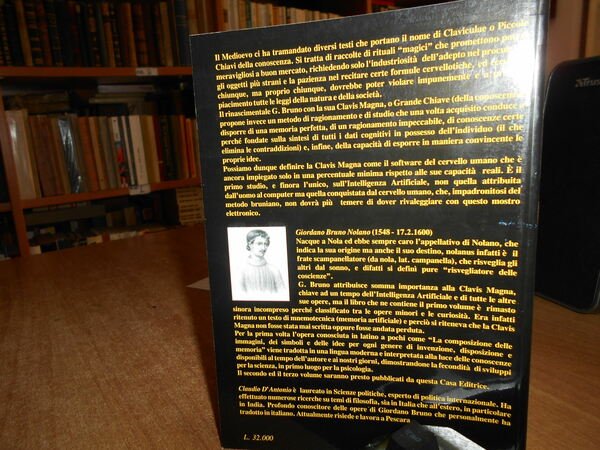 Il Medioevo ci ha tramandato diversi testi che portano il nome di Claviculae o Piccole
Chiavi della conoscenza. Si tratta di raccolte di rituali "magici" che promettono
meravigliosi a buon mercato, richiedendo solo l'industriosità dell'adepto nel
gli oggetti più strani e la pazienza nel recitare certe formule cervellotiche, ed
chiunque, ma proprio chiunque, dovrebbe poter violare impunemente e a
piacimento tutte le leggi della natura e della società.
Il rinascimentale G. Bruno con la sua Clavis Magna, o Grande Chiave (della conoscenza)
propone invece un metodo di ragionamento e di studio che una volta acquisito conduce a
disporre di una memoria perfetta, di un ragionamento impeccabile, di conoscenze certe
perché fondate sulla sintesi di tutti i dati cognitivi in possesso dell'individuo (il che
elimina le contraddizioni) e, infine, della capacità di esporre in maniera convincente le
proprie idee.
Possiamo dunque definire la Clavis Magna come il software del cervello umano che è
ancora impiegato solo in una percentuale minima rispetto alle sue capacità reali. È il
primo studio, e finora l'unico, sull'Intelligenza Artificiale, non quella attribuita
dall'uomo al computer ma quella conquistata dal cervello umano, che, impadronitosi del
metodo bruniano, non dovrà più temere di dover rivaleggiare con questo mostro
elettronico.
Giordano Bruno Nolano (1548 - 17.2.1600)
Nacque a Nola ed ebbe sempre caro l'appellativo di Nolano, che
indica la sua origine ma anche il suo destino, nolanus infatti è il
frate scampanellatore (da nola, lat. campanella), che risveglia gli
altri dal sonno, e difatti si definì pure "risvegliatore delle
coscienze".
G. Bruno attribuisce somma importanza alla Clavis Magna,
chiave ad un tempo dell'Intelligenza Artificiale e di tutte le altre
sue opere, ma il libro che ne contiene il primo volume è rimasto
sinora incompreso perché classificato tra le opere minori e le curiosità. Era infatti
ritenuto un testo di mnemotecnica (memoria artificiale) e perciò si riteneva che la Clavis
Magna non fosse stata mai scritta oppure fosse andata perduta.
Per la prima volta l'opera conosciuta in latino a pochi come "La composizione delle
immagini, dei simboli e delle idee per ogni genere di invenzione, disposizione e
memoria" viene tradotta in una lingua moderna e interpretata alla luce delle conoscenze
disponibili al tempo dell'autore e ai nostri giorni, dimostrandone la fecondità di sviluppi
per la scienza, in primo luogo per la psicologia.
Il secondo ed il terzo volume saranno presto pubblicati da questa Casa Editrice.
Claudio D'Antonio è laureato in Scienze politiche, esperto di politica internazionale. Ha
effettuato numerose ricerche su temi di filosofia, sia in Italia che all'estero, in particolare
in India. Profondo conoscitore delle opere di Giordano Bruno che personalmente ha
tradotto in italiano. Attualmente risiede e lavora a Pescara
L. 32.000